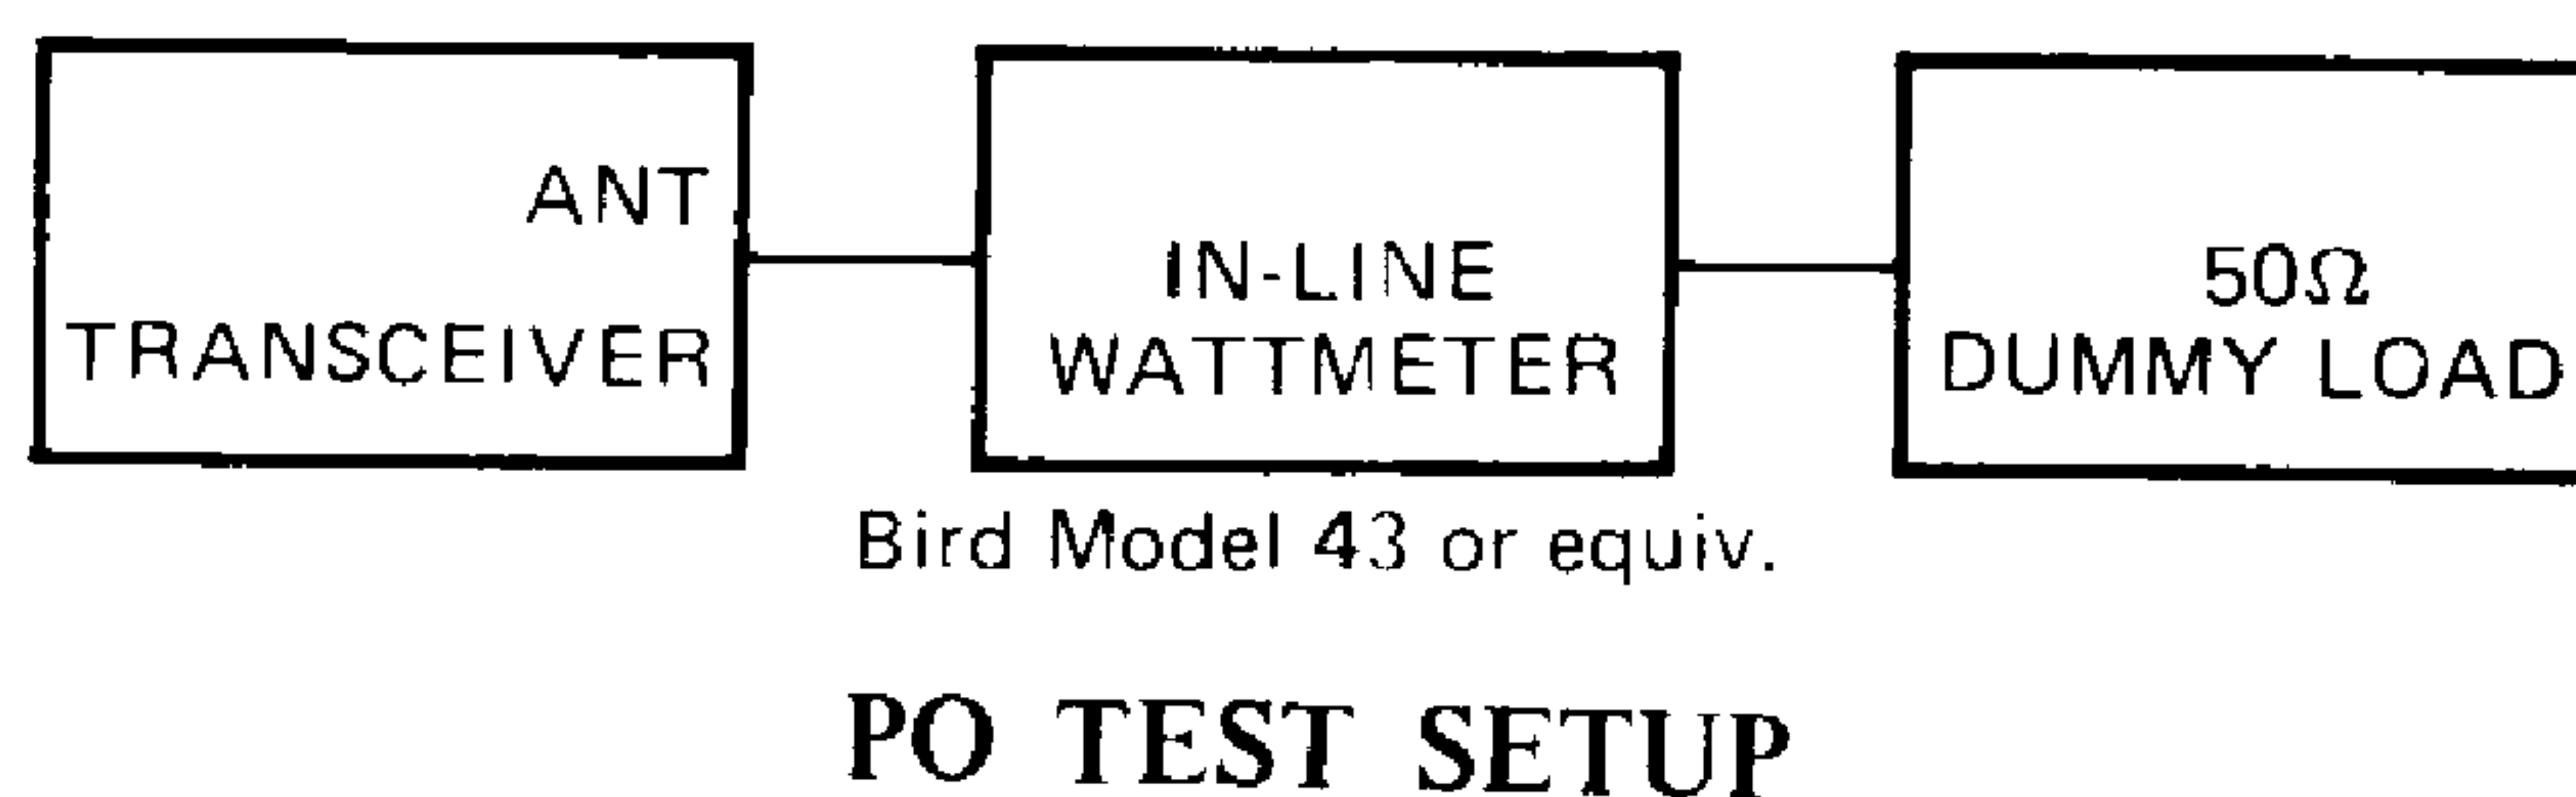 ANT
TRANSCEIVER
IN-LINE
WATTMETER
50Ω
DUMMY LOAD
Bird Model 43 or equiv.
PO TEST SETUP